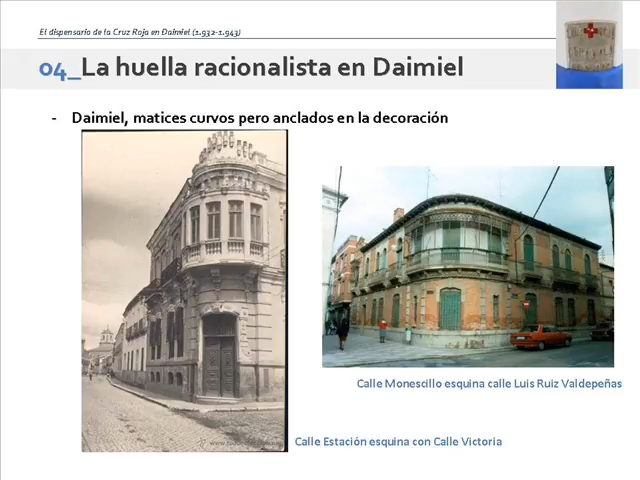 El dispensario de la Cruz Roja en Daimiel (1.932-1.943)
04_La huella racionalista en Daimiel
- Daimiel, matices curvos pero anclados en la decoración
Calle Monescillo esquina calle Luis Ruiz Valdepeñas
Calle Estación esquina con Calle Victoria